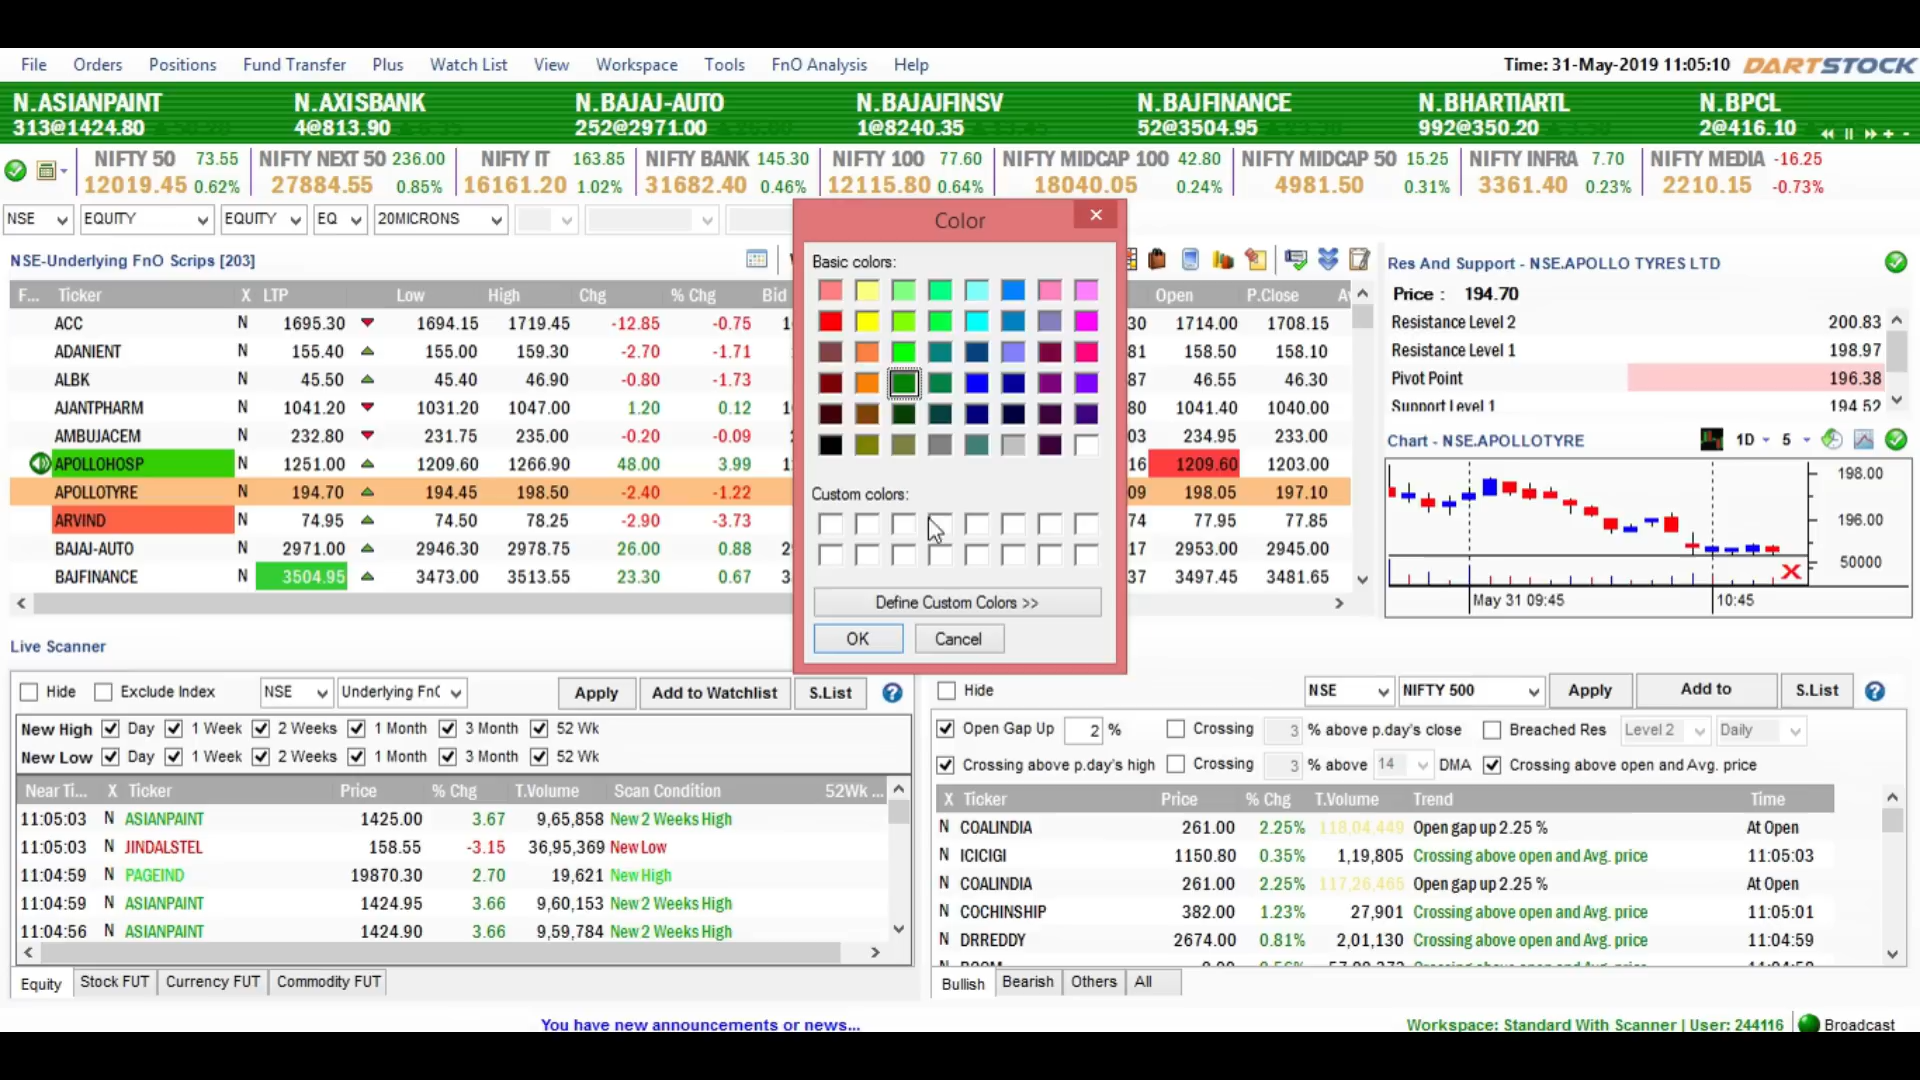 File Orders Positions Fund Transfer Plus Watch List View Workspace Tools FnO Analysis Help Time: 31-May-2019 11:05:10 DARTSTOCK
N.ASIANPAINT N.AXISBANK N.BAJAJ-AUTO N.BAJAJFINSV N.BAJFINANCE N.BHARTIARTL N.BPCL
313@1424.80 4@813.90 252@2971.00 1@8240.35 52@3504.95 992@350.20 2@416.10
NIFTY 50 73.55 NIFTY NEXT 50 236.00 NIFTY IT 163.85 NIFTY BANK 145.30 NIFTY 100 77.60 NIFTY MIDCAP 100 42.80 NIFTY MIDCAP 50 15.25 NIFTY INFRA 7.70 NIFTY MEDIA -16.25
12019.45 0.62% 27884.55 0.85% 16161.20 1.02% 31682.40 0.46% 12115.80 0.64% 18040.05 0.24% 4981.50 0.31% 3361.40 0.23% 2210.15 -0.73%
NSE EQUITY EQUITY EQ 20MICRONS
NSE-Underlying FnO Scrips [203]
F... Ticker X LTP Low High Chg % Chg Bid Open P.Close
ACC N 1695.30 1694.15 1719.45 -12.85 -0.75 1 30 1714.00 1708.15
ADANIENT N 155.40 155.00 159.30 -2.70 -1.71 81 158.50 158.10
ALBK N 45.50 45.40 46.90 -0.80 -1.73 87 46.55 46.30
AJANTPHARM N 1041.20 1031.20 1047.00 1.20 0.12 80 1041.40 1040.00
AMBUJACEM N 232.80 231.75 235.00 -0.20 -0.09 03 234.95 233.00
APOLLOHOSP N 1251.00 1209.60 1266.90 48.00 3.99 16 1209.60 1203.00
APOLLOTYRE N 194.70 194.45 198.50 -2.40 -1.22 09 198.05 197.10
ARVIND N 74.95 74.50 78.25 -2.90 -3.73 74 77.95 77.85
BAJAJ-AUTO N 2971.00 2946.30 2978.75 26.00 0.88 17 2953.00 2945.00
BAJFINANCE N 3504.95 3473.00 3513.55 23.30 0.67 37 3497.45 3481.65
Color
Basic colors:
Custom colors:
Define Custom Colors >>
OK Cancel
Res And Support - NSE.APOLLO TYRES LTD
Price : 194.70
Resistance Level 2 200.83
Resistance Level 1 198.97
Pivot Point 196.38
Support Level 1 194.52
Chart - NSE.APOLLOTYRE 1D 5
198.00
196.00
50000
May 31 09:45 10:45
Live Scanner
Hide Exclude Index NSE Underlying Fn Apply Add to Watchlist S.List
New High Day 1 Week 2 Weeks 1 Month 3 Month 52 Wk
New Low Day 1 Week 2 Weeks 1 Month 3 Month 52 Wk
Near Ti... X Ticker Price % Chg T.Volume Scan Condition 52Wk ...
11:05:03 N ASIANPAINT 1425.00 3.67 9,65,858 New 2 Weeks High
11:05:03 N JINDALSTEL 158.55 -3.15 36,95,369 New Low
11:04:59 N PAGEIND 19870.30 2.70 19,621 New High
11:04:59 N ASIANPAINT 1424.95 3.66 9,60,153 New 2 Weeks High
11:04:56 N ASIANPAINT 1424.90 3.66 9,59,784 New 2 Weeks High
Equity Stock FUT Currency FUT Commodity FUT
Hide NSE NIFTY 500 Apply Add to S.List
Open Gap Up 2 % Crossing 3 % above p.day's close Breached Res Level 2 Daily
Crossing above p.day's high Crossing 3 % above 14 DMA Crossing above open and Avg. price
X Ticker Price % Chg T.Volume Trend Time
N COALINDIA 261.00 2.25% 118,04,449 Open gap up 2.25 % At Open
N ICICIGI 1150.80 0.35% 1,19,805 Crossing above open and Avg. price 11:05:03
N COALINDIA 261.00 2.25% 117,26,465 Open gap up 2.25 % At Open
N COCHINSHIP 382.00 1.23% 27,901 Crossing above open and Avg. price 11:05:01
N DRREDDY 2674.00 0.81% 2,01,130 Crossing above open and Avg. price 11:04:59
Bullish Bearish Others All
You have new announcements or news...
Workspace: Standard With Scanner | User: 244116 Broadcast